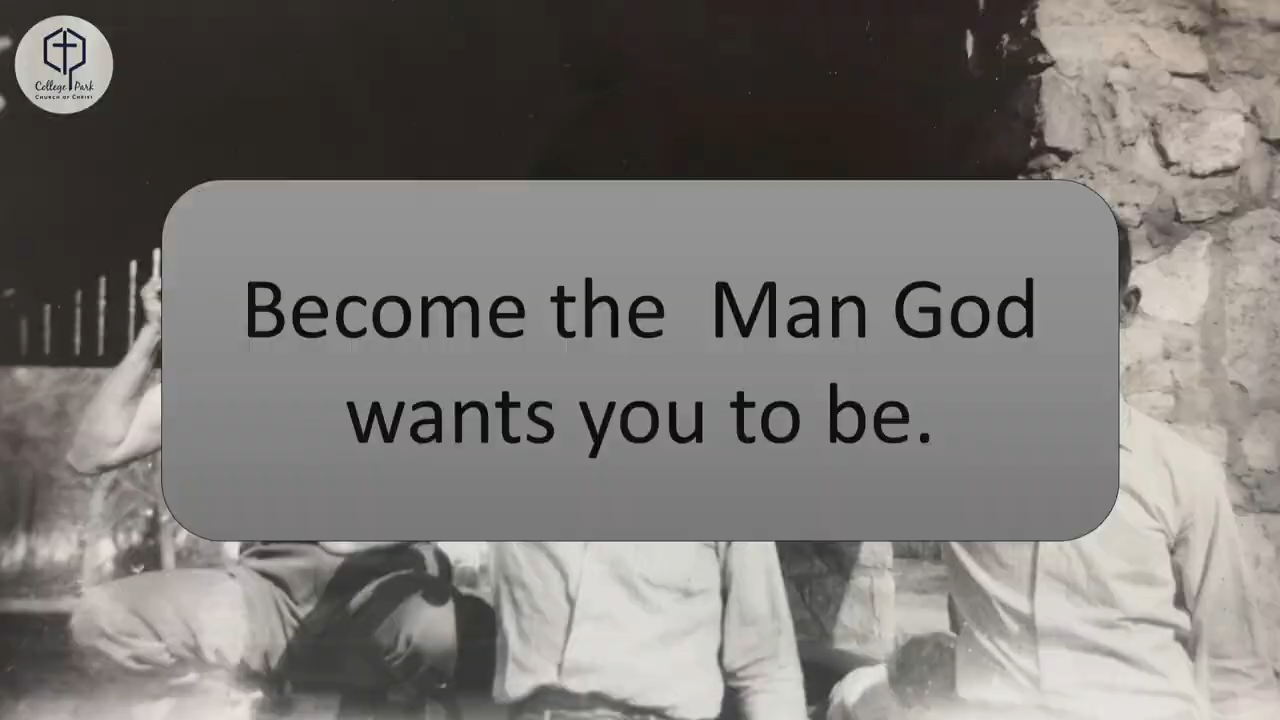 College Park
CHURCH OF CHRIST
Become the  Man God
wants you to be.